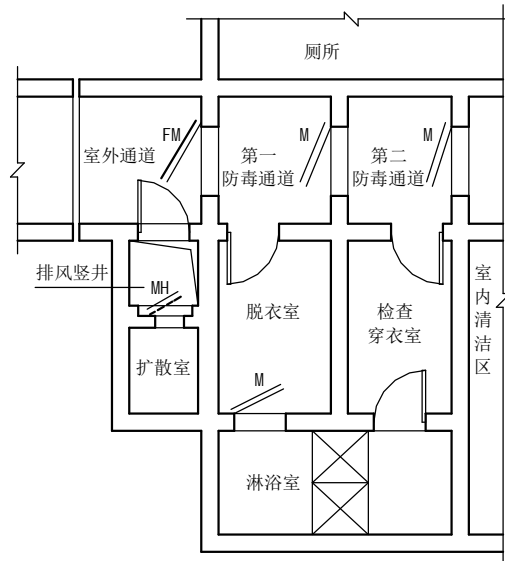 厕所
FM
M
M
室外通道
第一
防毒通道
第二
防毒通道
排风竖井
MH
脱衣室
检查
穿衣室
室内清洁区
扩散室
M
淋浴室